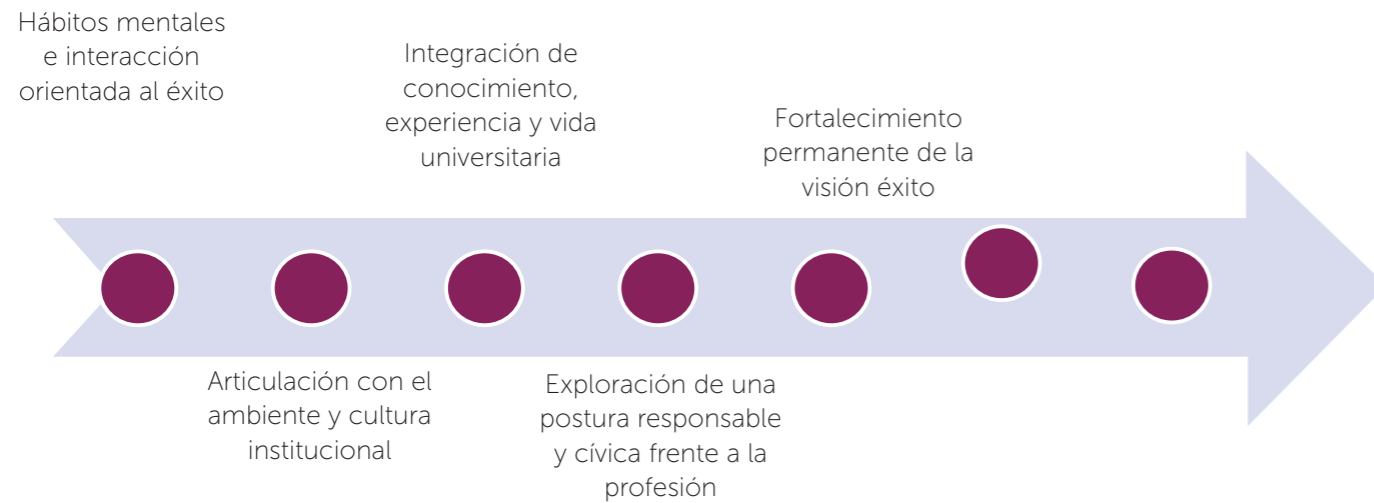 Hábitos mentales
e interacción
orientada al éxito
Articulación con el
ambiente y cultura
institucional
Integración de
conocimiento,
experiencia y vida
universitaria
Exploración de una
postura responsable
y cívica frente a la
profesión
Fortalecimiento
permanente de la
visión éxito